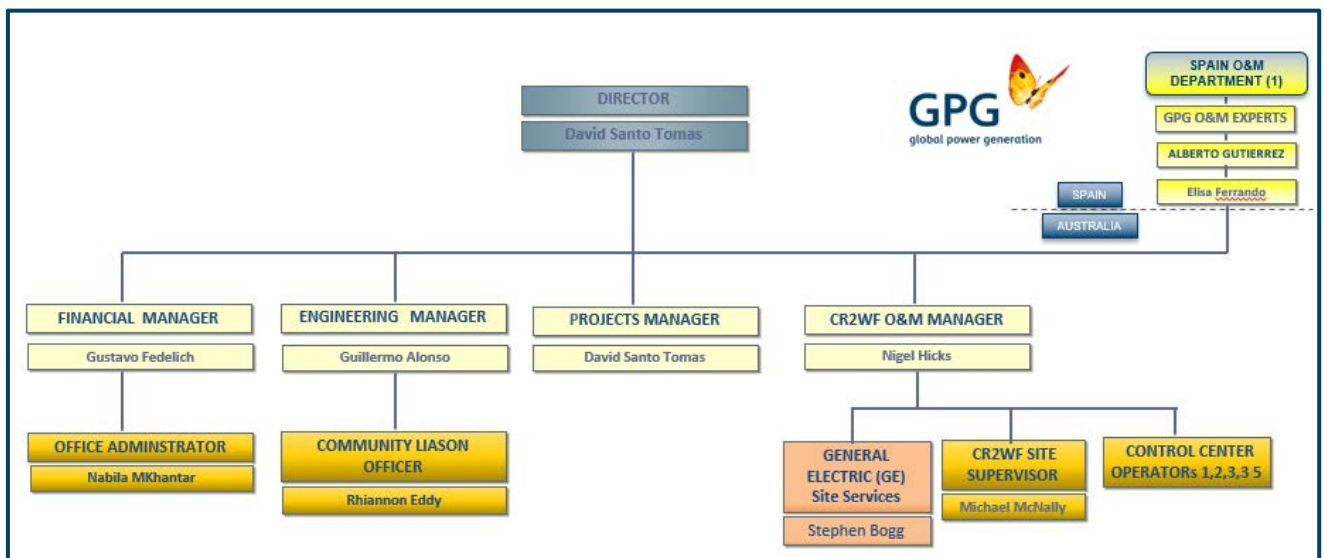 DIRECTOR
David Santo Tomas
GPG
global power generation
SPAIN O&M
DEPARTMENT (1)
GPG O&M EXPERTS
ALBERTO GUTIERREZ
Elisa Ferrando
SPAIN
AUSTRALIA
FINANCIAL MANAGER
Gustavo Fedelich
ENGINEERING MANAGER
Guillermo Alonso
PROJECTS MANAGER
David Santo Tomas
CR2WF O&M MANAGER
Nigel Hicks
OFFICE ADMINSTRATOR
Nabila MKhantar
COMMUNITY LIASON
OFFICER
Rhiannon Eddy
GENERAL
ELECTRIC (GE)
Site Services
Stephen Bogg
CR2WF SITE
SUPERVISOR
Michael McNally
CONTROL CENTER
OPERATORs 1,2,3,3 5